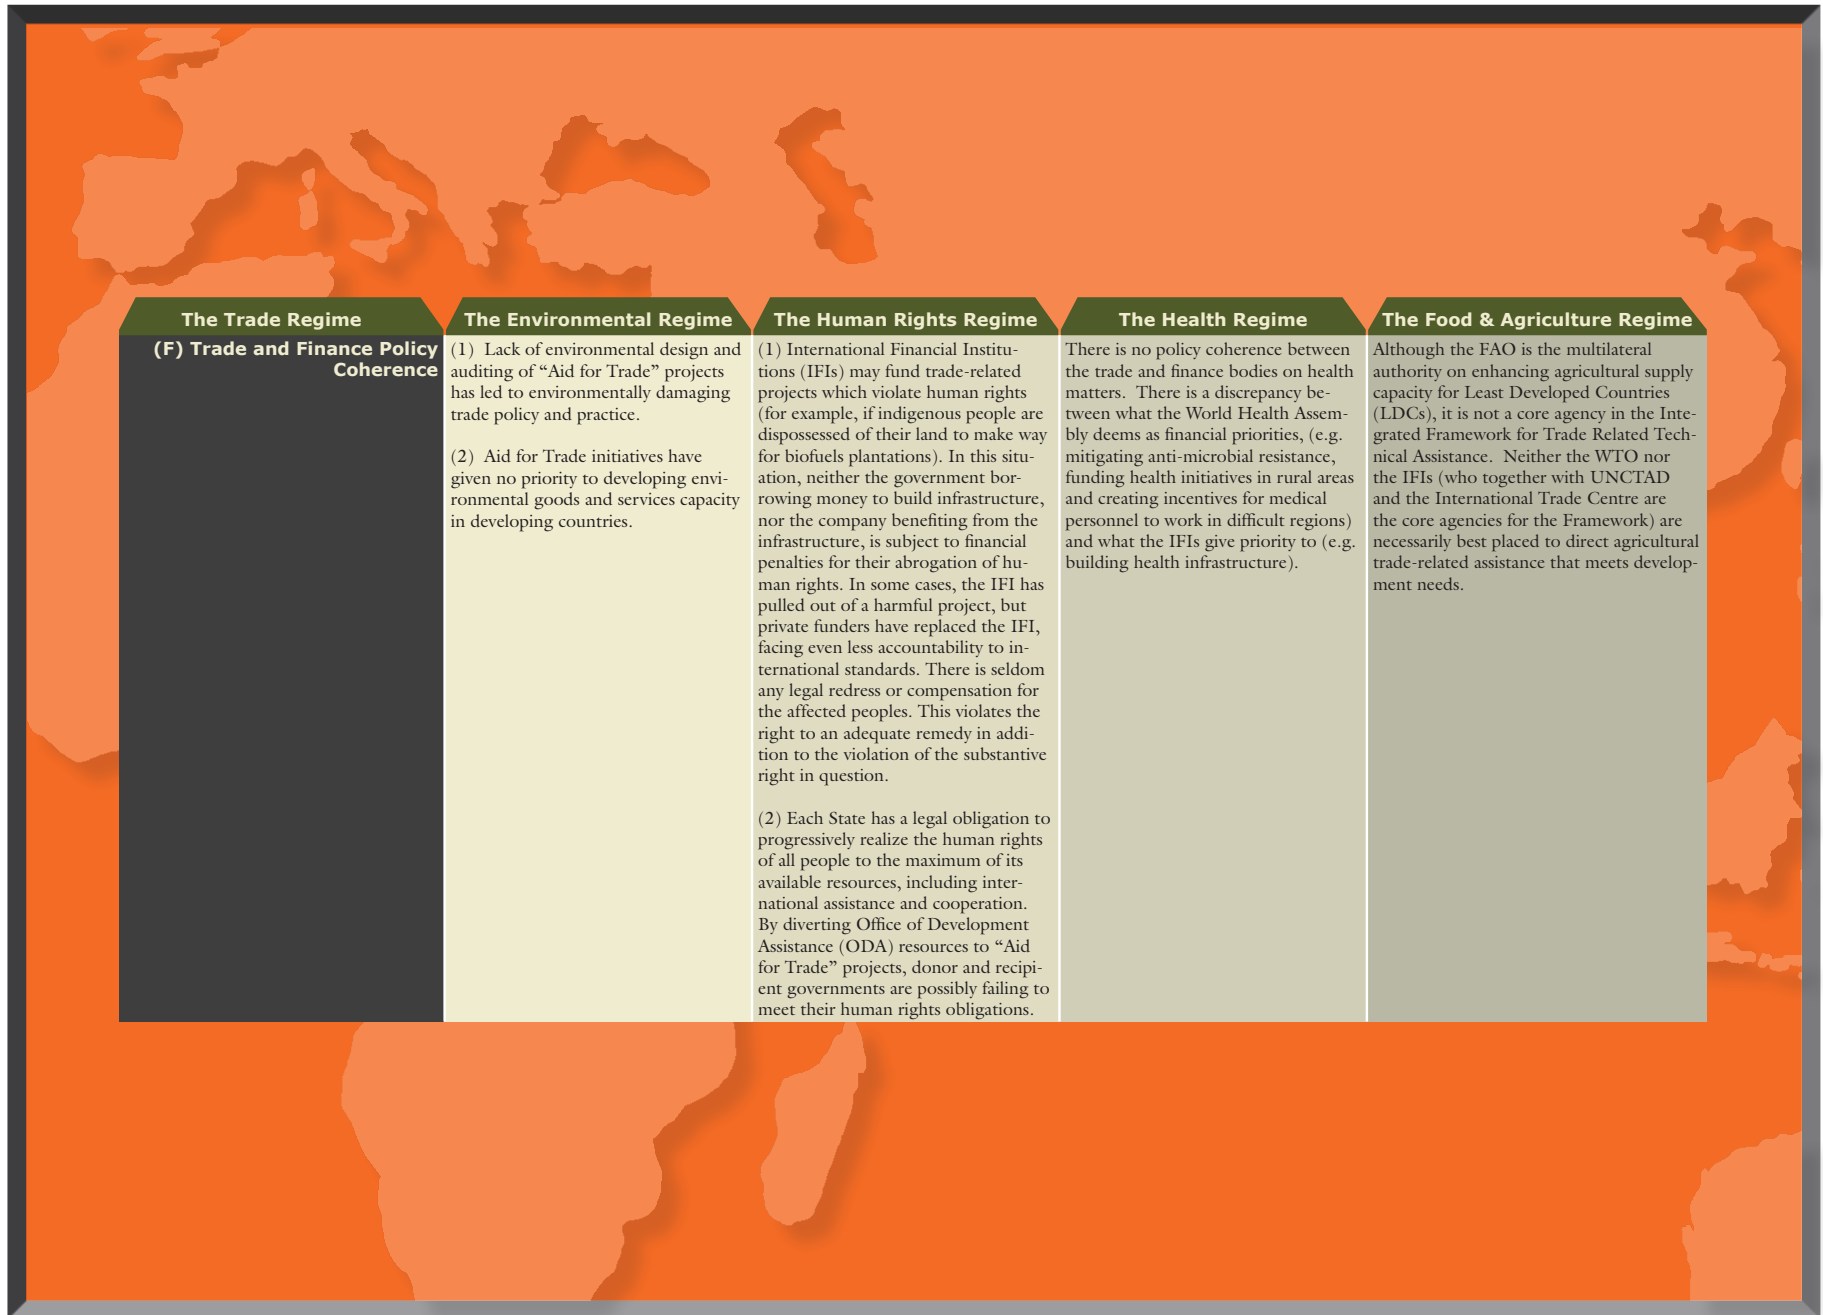 The Trade Regime
(F) Trade and Finance Policy
Coherence
The Environmental Regime
(1)  Lack of environmental design and
auditing of “Aid for Trade” projects
has led to environmentally damaging
trade policy and practice.
(2)  Aid for Trade initiatives have
given no priority to developing envi-
ronmental goods and services capacity
in developing countries.
The Human Rights Regime
(1) International Financial Institu-
tions (IFIs) may fund trade-related
projects which violate human rights
(for example, if indigenous people are
dispossessed of their land to make way
for biofuels plantations). In this situ-
ation, neither the government bor-
rowing money to build infrastructure,
nor the company benefiting from the
infrastructure, is subject to financial
penalties for their abrogation of hu-
man rights. In some cases, the IFI has
pulled out of a harmful project, but
private funders have replaced the IFI,
facing even less accountability to in-
ternational standards. There is seldom
any legal redress or compensation for
the affected peoples. This violates the
right to an adequate remedy in addi-
tion to the violation of the substantive
right in question.
(2) Each State has a legal obligation to
progressively realize the human rights
of all people to the maximum of its
available resources, including inter-
national assistance and cooperation.
By diverting Office of Development
Assistance (ODA) resources to “Aid
for Trade” projects, donor and recipi-
ent governments are possibly failing to
meet their human rights obligations.
The Health Regime
There is no policy coherence between
the trade and finance bodies on health
matters.  There is a discrepancy be-
tween what the World Health Assem-
bly deems as financial priorities, (e.g.
mitigating anti-microbial resistance,
funding health initiatives in rural areas
and creating incentives for medical
personnel to work in difficult regions)
and what the IFIs give priority to (e.g.
building health infrastructure).
The Food & Agriculture Regime
Although the FAO is the multilateral
authority on enhancing agricultural supply
capacity for Least Developed Countries
(LDCs), it is not a core agency in the Inte-
grated Framework for Trade Related Tech-
nical Assistance.  Neither the WTO nor
the IFIs (who together with UNCTAD
and the International Trade Centre are
the core agencies for the Framework) are
necessarily best placed to direct agricultural
trade-related assistance that meets develop-
ment needs.